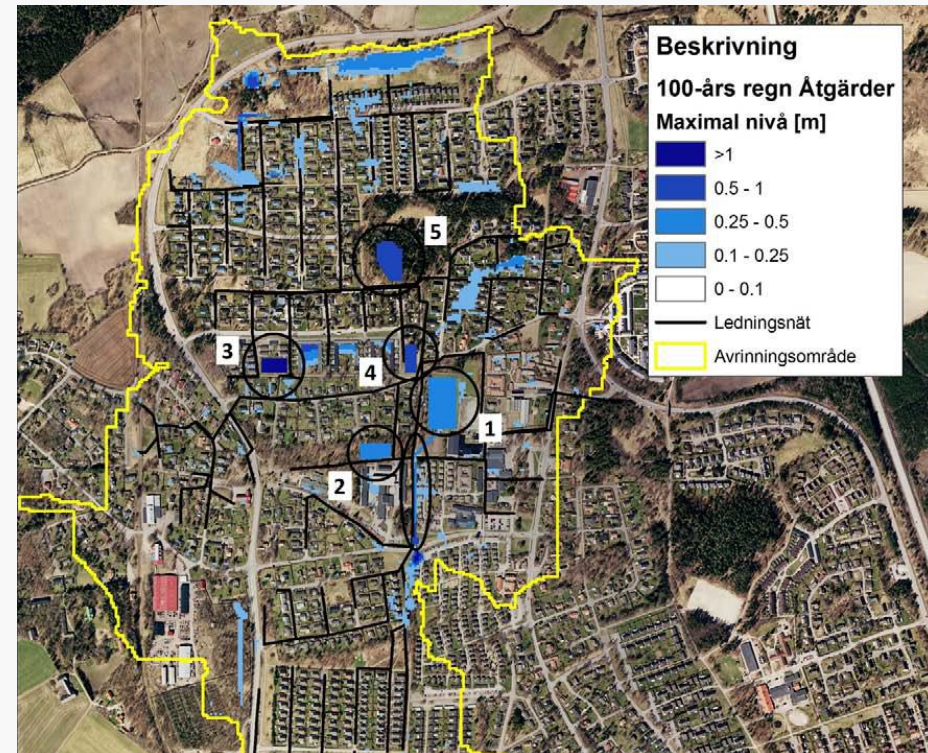 Beskrivning
100-års regn Åtgärder
Maximal nivå [m]
>1
0.5 - 1
0.25 - 0.5
0.1 - 0.25
0 - 0.1
Ledningsnät
Avrinningsområde
5
3
4
1
2